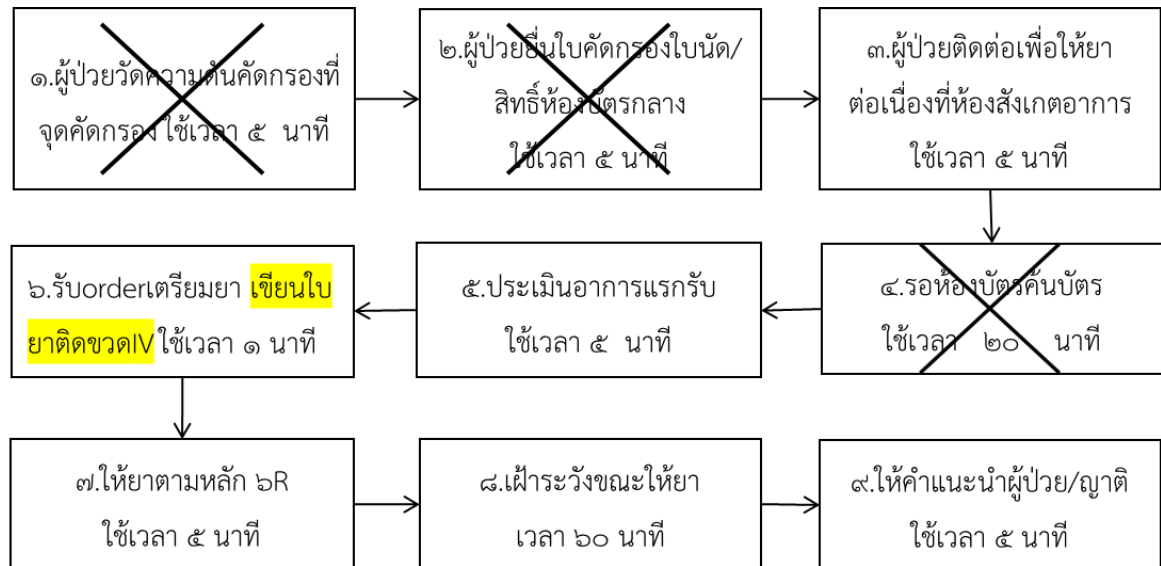 ๑.ผู้ป่วยวัดความดันคัดกรองที่
จุดคัดกรอง ใช้เวลา ๕ นาที
๒.ผู้ป่วยยื่นใบคัดกรองใบนัด/
สิทธิ์ห้องบัตรกลาง
ใช้เวลา ๕ นาที
๓.ผู้ป่วยติดต่อเพื่อให้ยา
ต่อเนื่องที่ห้องสังเกตอาการ
ใช้เวลา ๕ นาที
๔.รอห้องบัตรค้นบัตร
ใช้เวลา ๒๐ นาที
๕.ประเมินอาการแรกรับ
ใช้เวลา ๕ นาที
๖.รับorderเตรียมยา เขียนใบ
ยาติดขวดIV ใช้เวลา ๑ นาที
๗.ให้ยาตามหลัก ๖R
ใช้เวลา ๕ นาที
๘.เฝ้าระวังขณะให้ยา
เวลา ๖๐ นาที
๙.ให้คำแนะนำผู้ป่วย/ญาติ
ใช้เวลา ๕ นาที